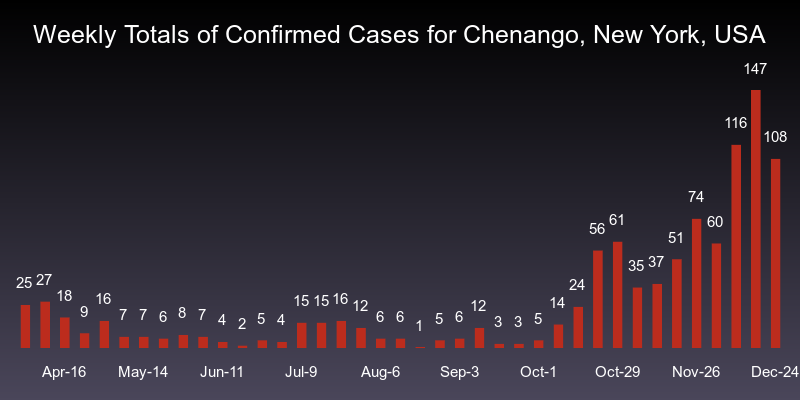 Weekly Totals of Confirmed Cases for Chenango, New York, USA
25 27 18 9 16 7 7 6 8 7 4 2 5 4 15 15 16 12 6 6 1 5 6 12 3 3 5 14 24 56 61 35 37 51 74 60 116 147 108
Apr-16 May-14 Jun-11 Jul-9 Aug-6 Sep-3 Oct-1 Oct-29 Nov-26 Dec-24